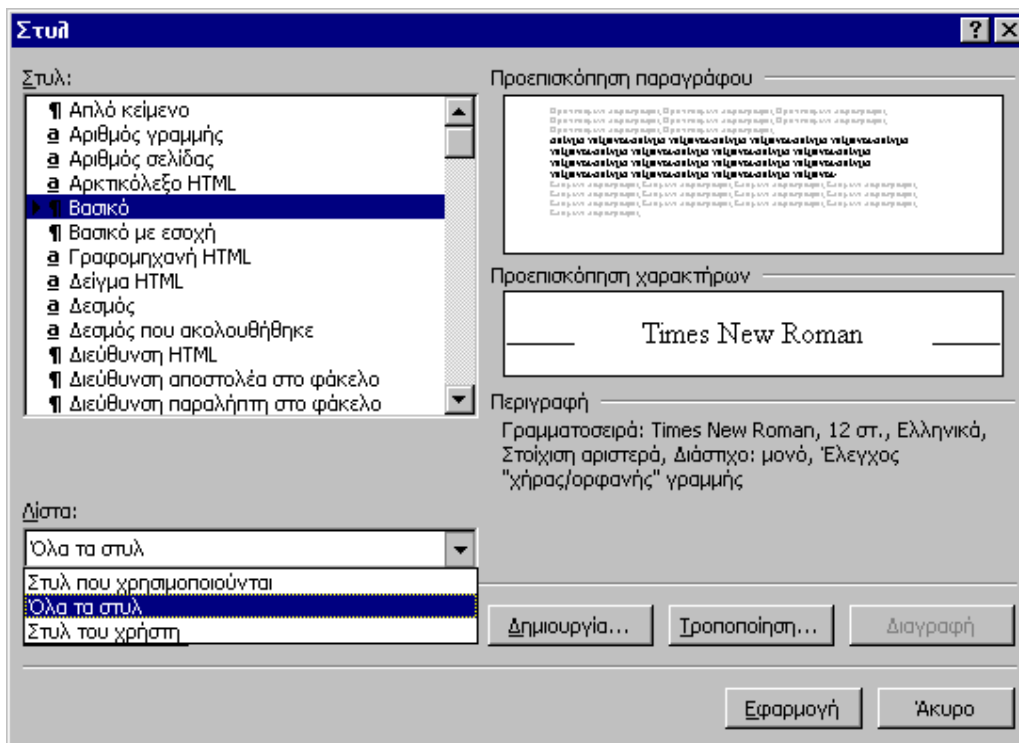 Στυλ
Στυλ:
Απλό κείμενο
Αριθμός γραμμής
Αριθμός σελίδας
Αρκτικόλεξο HTML
Βασικό
Βασικό με εσοχή
Γραφομηχανή HTML
Δείγμα HTML
Δεσμός
Δεσμός που ακολουθήθηκε
Διεύθυνση HTML
Διεύθυνση αποστολέα στο φάκελο
Διεύθυνση παραλήπτη στο φάκελο
Λίστα:
Όλα τα στυλ
Στυλ που χρησιμοποιούνται
Όλα τα στυλ
Στυλ του χρήστη
Προεπισκόπηση παραγράφου
Προεπισκόπηση χαρακτήρων
Times New Roman
Περιγραφή
Γραμματοσειρά: Times New Roman, 12 στ., Ελληνικά,
Στοίχιση αριστερά, Διάστιχο: μονό, Έλεγχος
"χήρας/ορφανής" γραμμής
Δημιουργία...
Τροποποίηση...
Διαγραφή
Εφαρμογή
Άκυρο